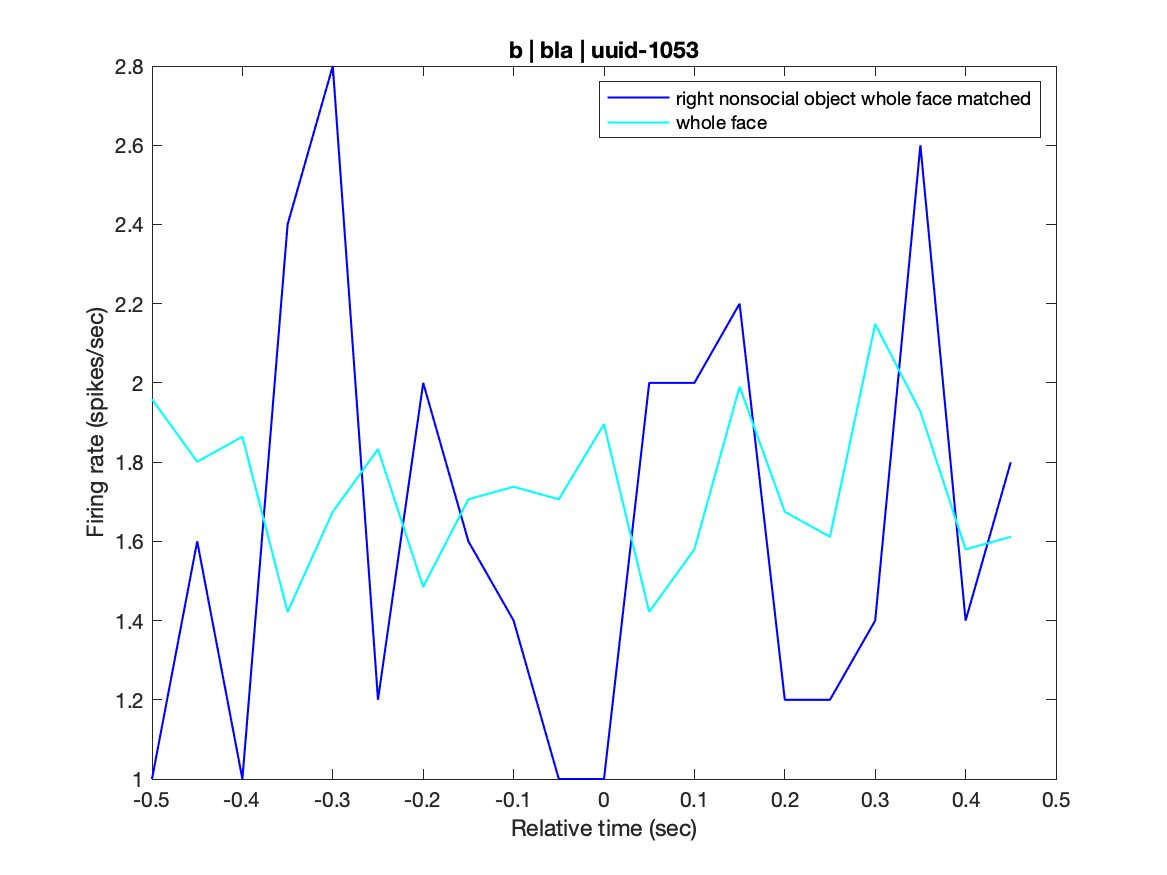 b | bla | uuid-1053
right nonsocial object whole face matched
whole face
Firing rate (spikes/sec)
2.8
2.6
2.4
2.2
2
1.8
1.6
1.4
1.2
1
-0.5 -0.4 -0.3 -0.2 -0.1 0 0.1 0.2 0.3 0.4 0.5
Relative time (sec)